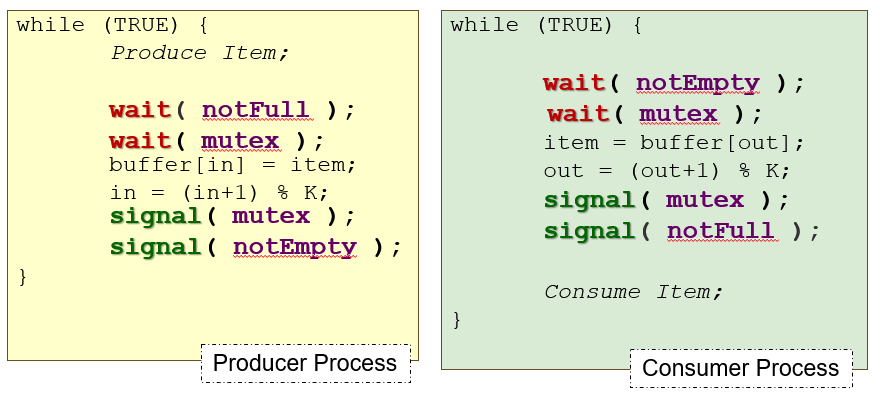 while (TRUE) {
Produce Item;
wait( notFull );
wait( mutex );
buffer[in] = item;
in = (in+1) % K;
signal( mutex );
signal( notEmpty );
}
Producer Process
while (TRUE) {
wait( notEmpty );
wait( mutex );
item = buffer[out];
out = (out+1) % K;
signal( mutex );
signal( notFull );
Consume Item;
}
Consumer Process